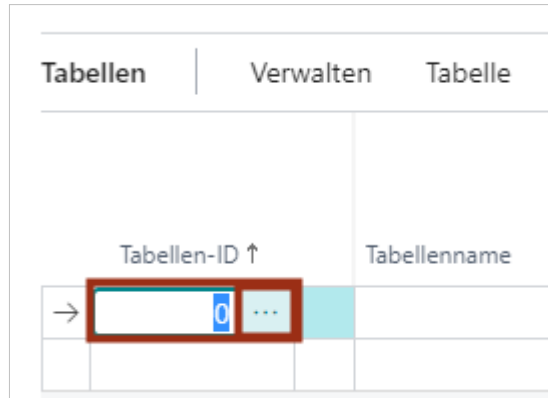 Tabellen Verwalten Tabelle
Tabellen-ID ↑ Tabellenname
→ 0 ...